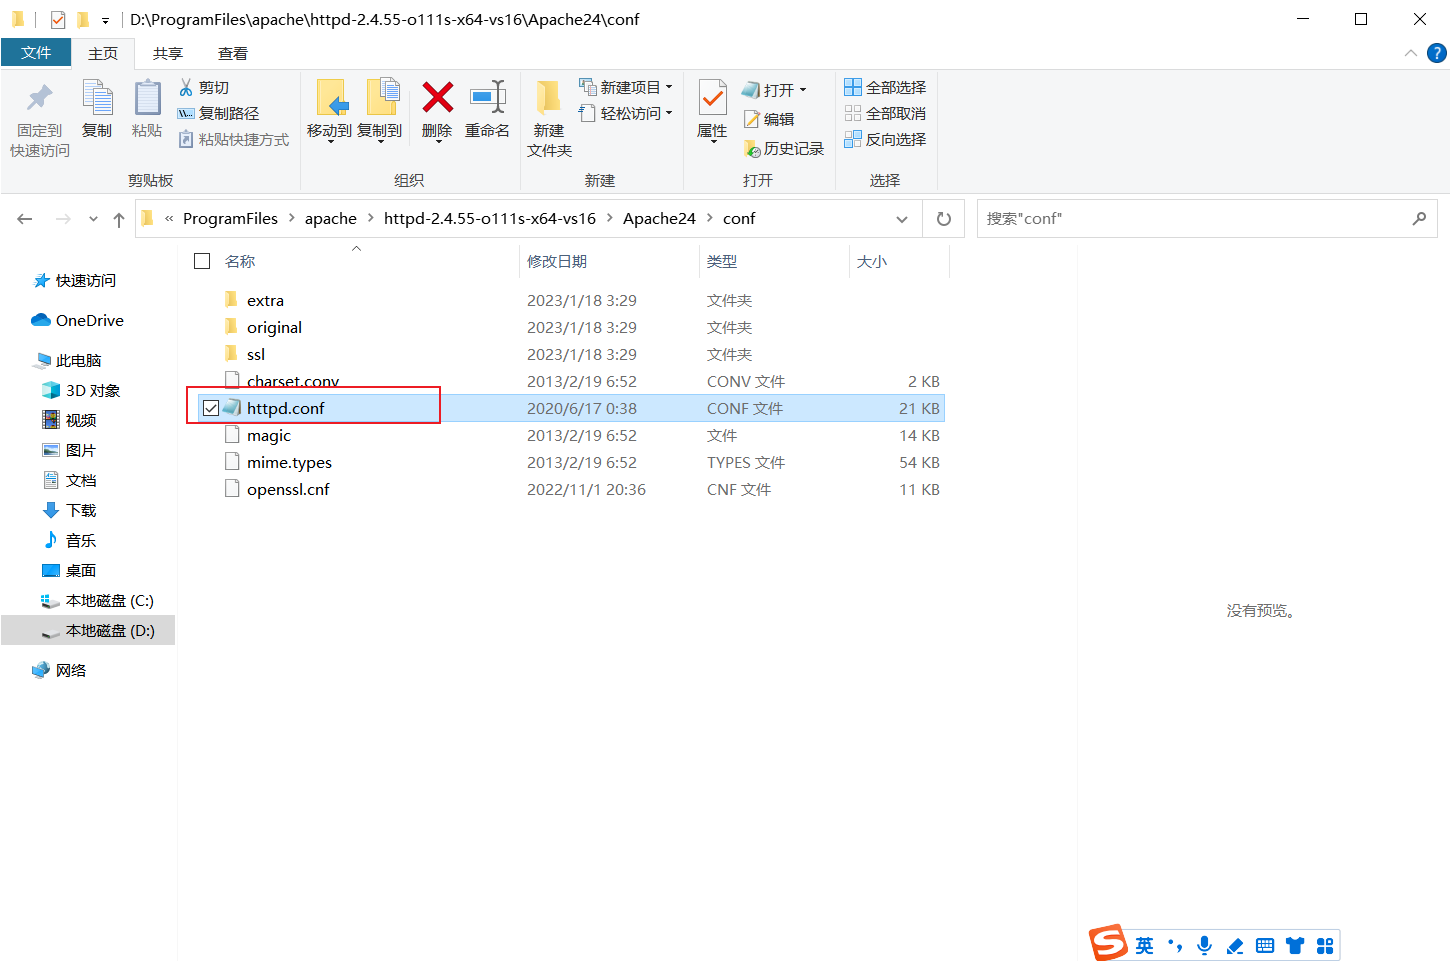 D:\ProgramFiles\apache\httpd-2.4.55-o111s-x64-vs16\Apache24\conf
文件 主页 共享 查看
固定到快速访问
复制
粘贴
剪切
复制路径
粘贴快捷方式
剪贴板
移动到
复制到
删除
重命名
组织
新建文件夹
新建项目
轻松访问
新建
属性
打开
编辑
历史记录
打开
全部选择
全部取消
反向选择
选择
« ProgramFiles > apache > httpd-2.4.55-o111s-x64-vs16 > Apache24 > conf
搜索"conf"
快速访问
OneDrive
此电脑
3D 对象
视频
图片
文档
下载
音乐
桌面
本地磁盘 (C:)
本地磁盘 (D:)
网络
名称 修改日期 类型 大小
extra 2023/1/18 3:29 文件夹
original 2023/1/18 3:29 文件夹
ssl 2023/1/18 3:29 文件夹
charset.conv 2013/2/19 6:52 CONV 文件 2 KB
httpd.conf 2020/6/17 0:38 CONF 文件 21 KB
magic 2013/2/19 6:52 文件 14 KB
mime.types 2013/2/19 6:52 TYPES 文件 54 KB
openssl.cnf 2022/11/1 20:36 CNF 文件 11 KB
没有预览。
英